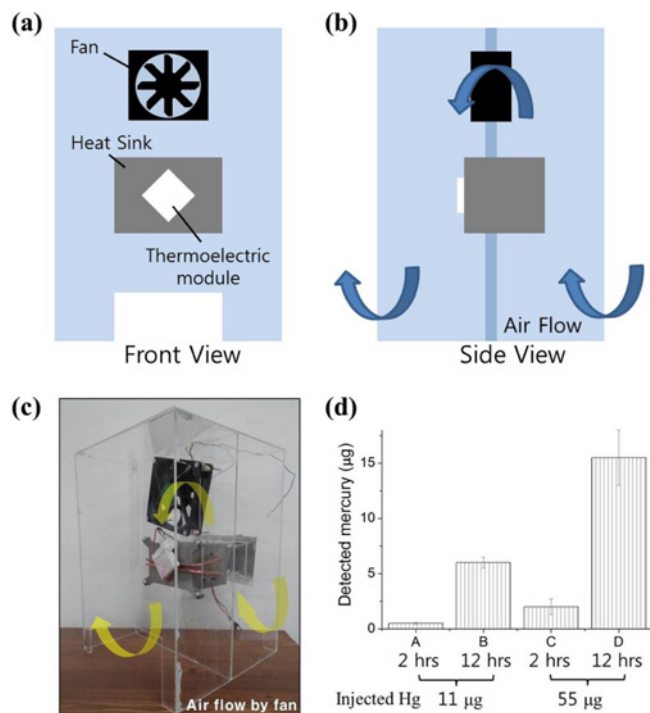 (a)
Fan
Heat Sink
Thermoelectric
module
Front View
(b)
Air Flow
Side View
(c)
Air flow by fan
(d)
Detected mercury (μg)
15
10
5
0
A
B
C
D
2 hrs
12 hrs
2 hrs
12 hrs
Injected Hg
11 μg
55 μg